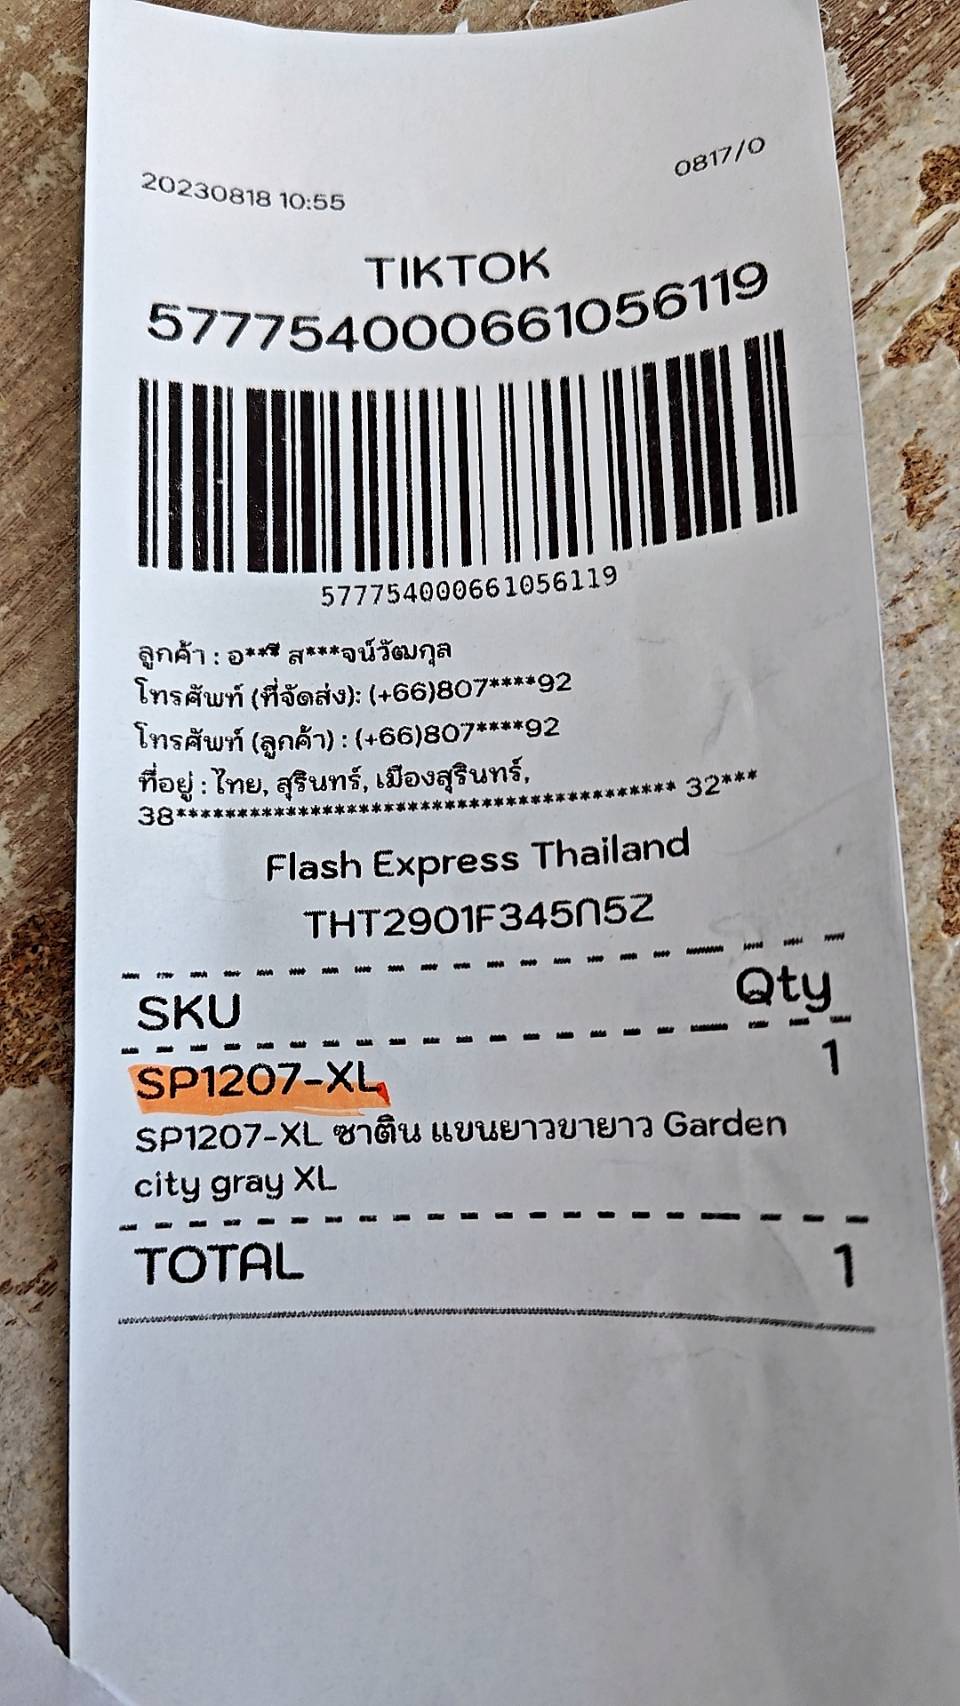 20230818 10:55
0817/0
TIKTOK
577754000661056119
577754000661056119
ลูกค้า : อ**ี ส***จน์วัฒกุล
โทรศัพท์ (ที่จัดส่ง): (+66)807****92
โทรศัพท์ (ลูกค้า) : (+66)807****92
ที่อยู่ : ไทย, สุรินทร์, เมืองสุรินทร์,
38***************************************** 32***
Flash Express Thailand
THT2901F345N5Z
SKU Qty
SP1207-XL 1
SP1207-XL ซาติน แขนยาวขายาว Garden
city gray XL
TOTAL 1